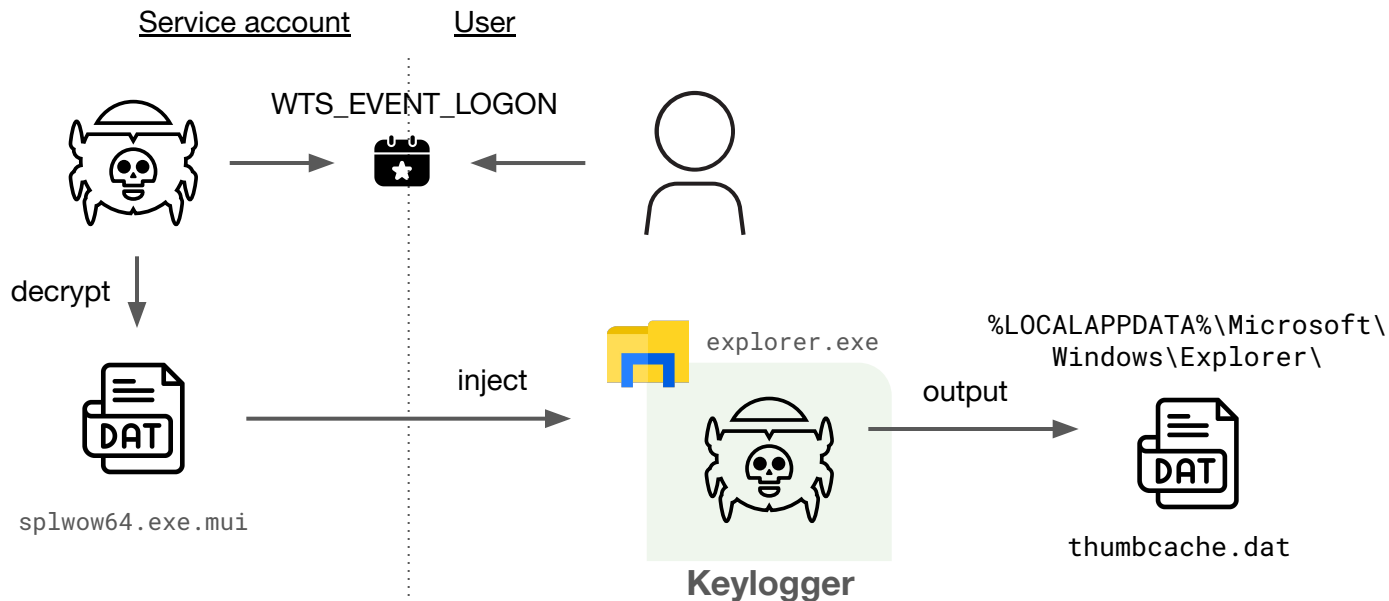 Service account
User
WTS_EVENT_LOGON
decrypt
DAT
splwow64.exe.mui
inject
explorer.exe
Keylogger
output
%LOCALAPPDATA%\Microsoft\
Windows\Explorer\
DAT
thumbcache.dat